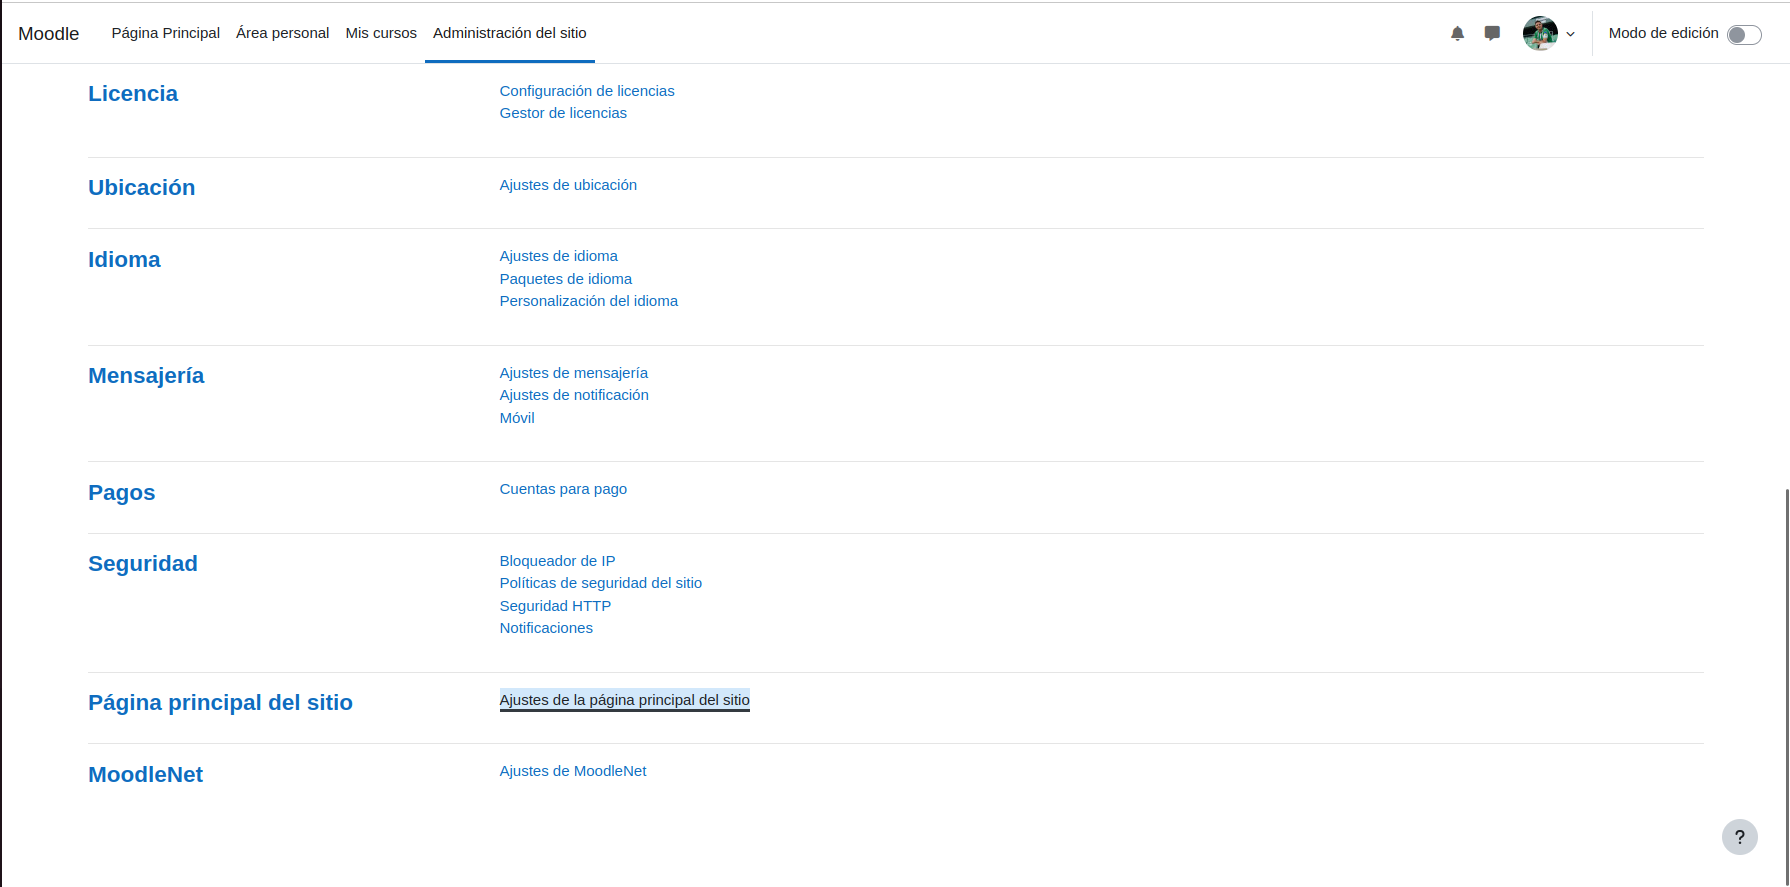 Moodle Página Principal Área personal Mis cursos Administración del sitio Modo de edición
Licencia
Configuración de licencias
Gestor de licencias
Ubicación
Ajustes de ubicación
Idioma
Ajustes de idioma
Paquetes de idioma
Personalización del idioma
Mensajería
Ajustes de mensajería
Ajustes de notificación
Móvil
Pagos
Cuentas para pago
Seguridad
Bloqueador de IP
Políticas de seguridad del sitio
Seguridad HTTP
Notificaciones
Página principal del sitio
Ajustes de la página principal del sitio
MoodleNet
Ajustes de MoodleNet
?